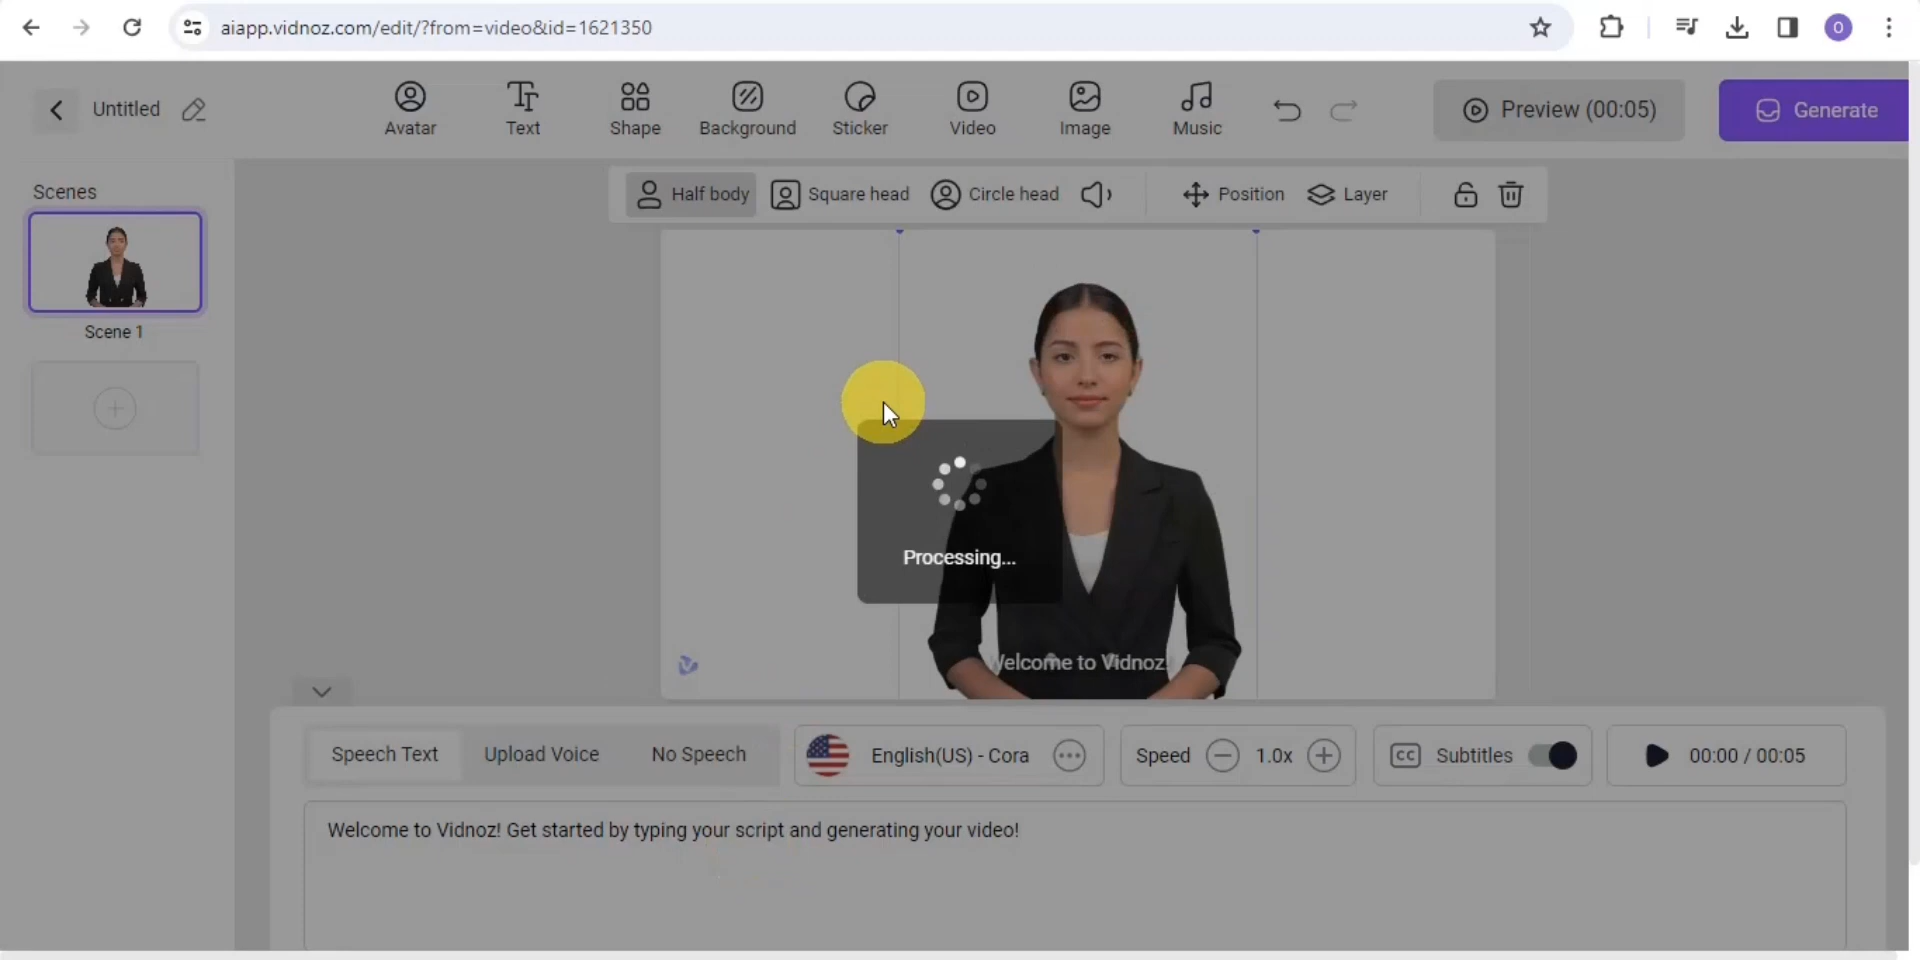 aiapp.vidnoz.com/edit/?from=video&id=1621350
O
Untitled
Avatar
Text
Shape
Background
Sticker
Video
Image
Music
Preview (00:05)
Generate
Scenes
Half body
Square head
Circle head
Position
Layer
Scene 1
Processing...
Welcome to Vidnoz!
Speech Text
Upload Voice
No Speech
English(US) - Cora
Speed
1.0x
CC
Subtitles
00:00 / 00:05
Welcome to Vidnoz! Get started by typing your script and generating your video!